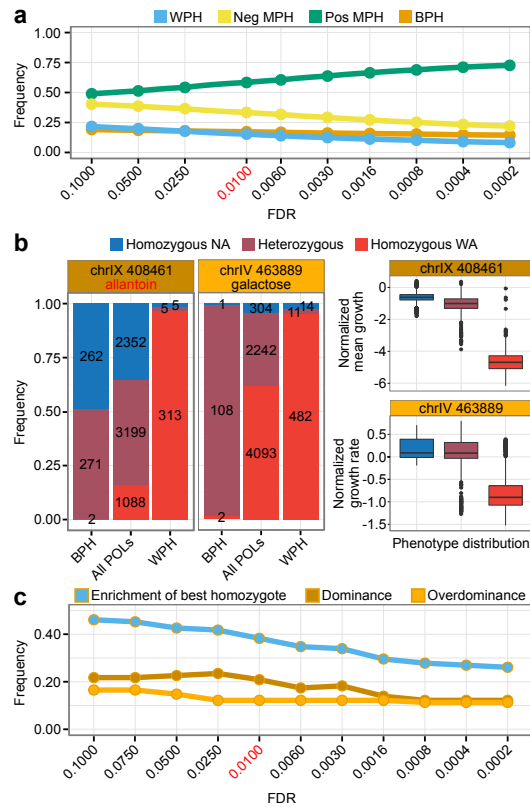 a
WPH Neg MPH Pos MPH BPH
1.00
0.75
0.50
0.25
0.00
Frequency
0.1000 0.0500 0.0250 0.0100 0.0060 0.0030 0.0016 0.0008 0.0004 0.0002
FDR
b
Homozygous NA Heterozygous Homozygous WA
chrIX 408461
allantoin
chrIV 463889
galactose
1.00
0.75
0.50
0.25
0.00
Frequency
262 2352 5 5
271 3199 313
2 1088
1 304 11 14
108 2242 482
2 4093
BPH All POLs WPH
BPH All POLs WPH
chrIX 408461
Normalized
mean growth
0
-2
-4
-6
chrIV 463889
Normalized
growth rate
0.5
0.0
-0.5
-1.0
-1.5
Phenotype distribution
c
Enrichment of best homozygote Dominance Overdominance
0.40
0.20
0.00
Frequency
0.1000 0.0750 0.0500 0.0250 0.0100 0.0060 0.0030 0.0016 0.0008 0.0004 0.0002
FDR